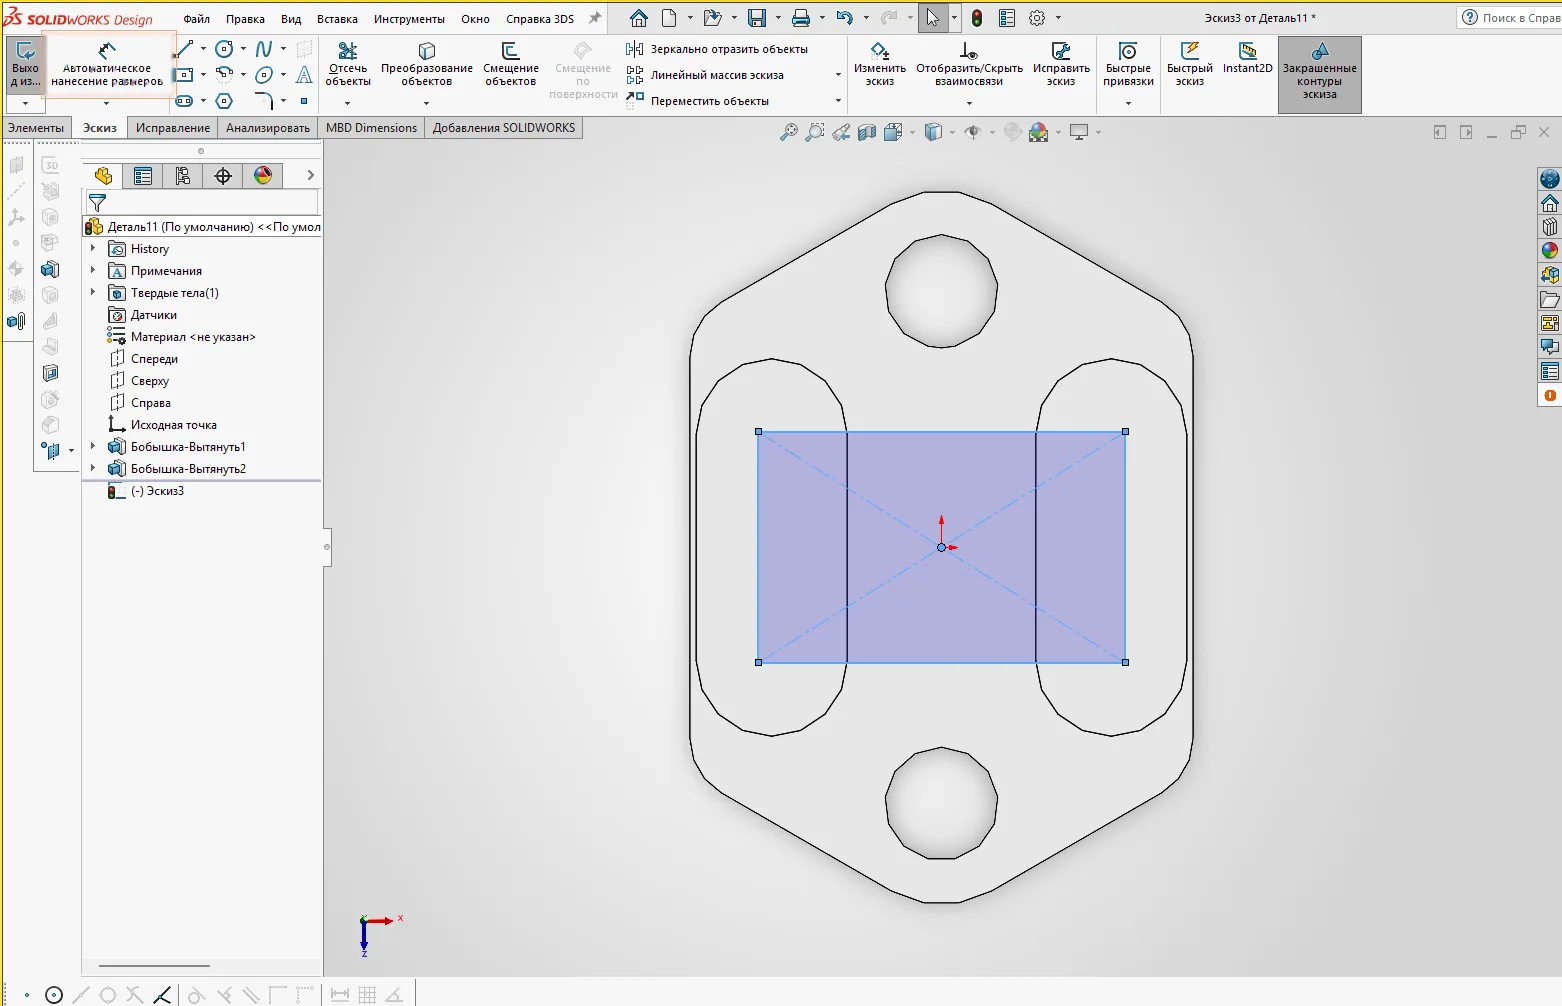 SOLIDWORKS Design
Файл
Правка
Вид
Вставка
Инструменты
Окно
Справка 3DS
Эскиз3 от Деталь11 *
Поиск в Справ
Выхо
д из...
Автоматическое
нанесение размеров
Отсечь
объекты
Преобразование
объектов
Смещение
объектов
Смещение
по
поверхности
Зеркально отразить объекты
Линейный массив эскиза
Переместить объекты
Изменить
эскиз
Отобразить/Скрыть
взаимосвязи
Исправить
эскиз
Быстрые
привязки
Быстрый
эскиз
Instant2D
Закрашенные
контуры
эскиза
Элементы
Эскиз
Исправление
Анализировать
MBD Dimensions
Добавления SOLIDWORKS
3D
Деталь11 (По умолчанию) <<По умол
History
Примечания
Твердые тела(1)
Датчики
Материал <не указан>
Спереди
Сверху
Справа
Исходная точка
Бобышка-Вытянуть1
Бобышка-Вытянуть2
(-) Эскиз3
Y
X
Z